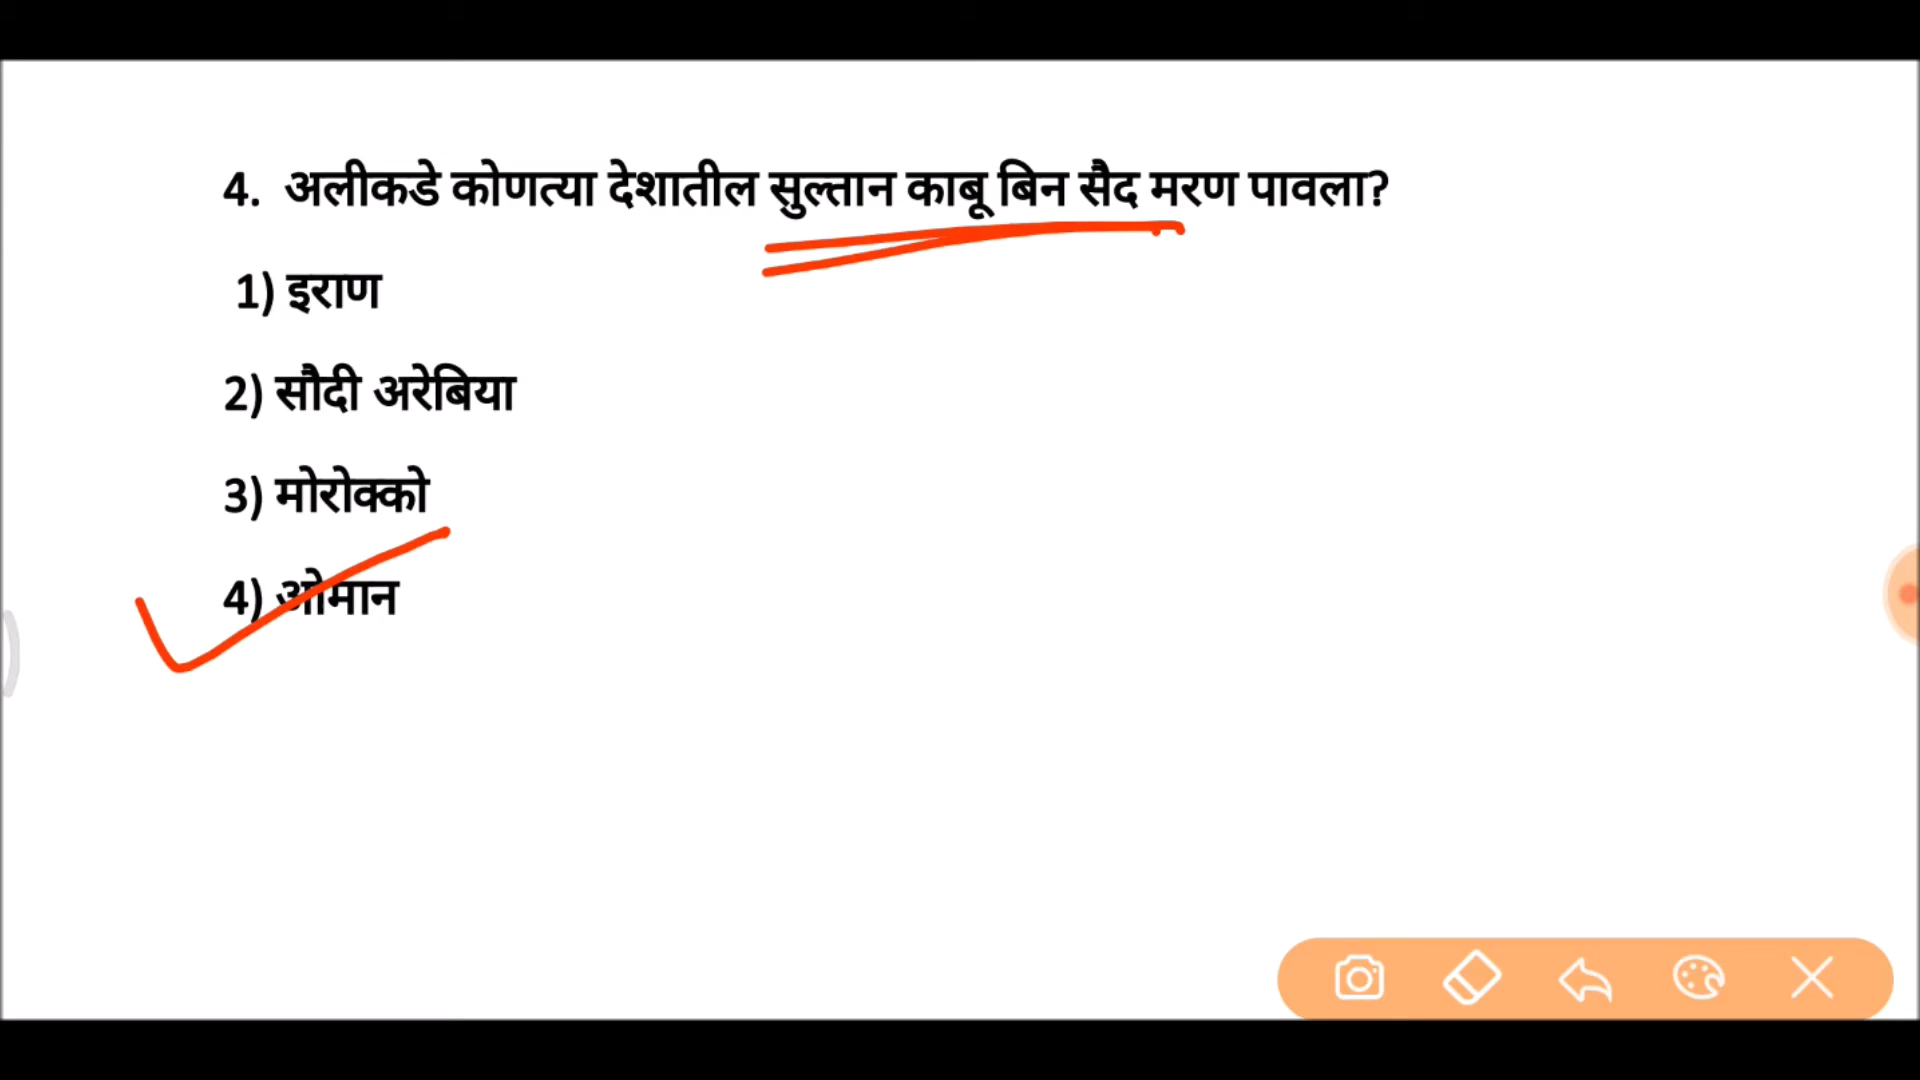 4. अलीकडे कोणत्या देशातील सुल्तान काबू बिन सैद मरण पावला?
1) इराण
2) सौदी अरेबिया
3) मोरोक्को
4) ओमान